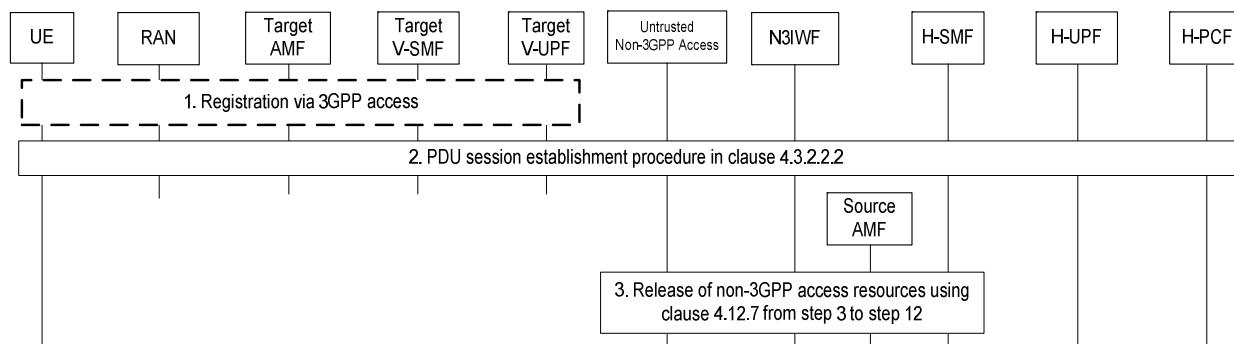 UE
RAN
Target
AMF
Target
V-SMF
Target
V-UPF
Untrusted
Non-3GPP Access
N3IWF
H-SMF
H-UPF
H-PCF
1. Registration via 3GPP access
2. PDU session establishment procedure in clause 4.3.2.2.2
Source
AMF
3. Release of non-3GPP access resources using
clause 4.12.7 from step 3 to step 12